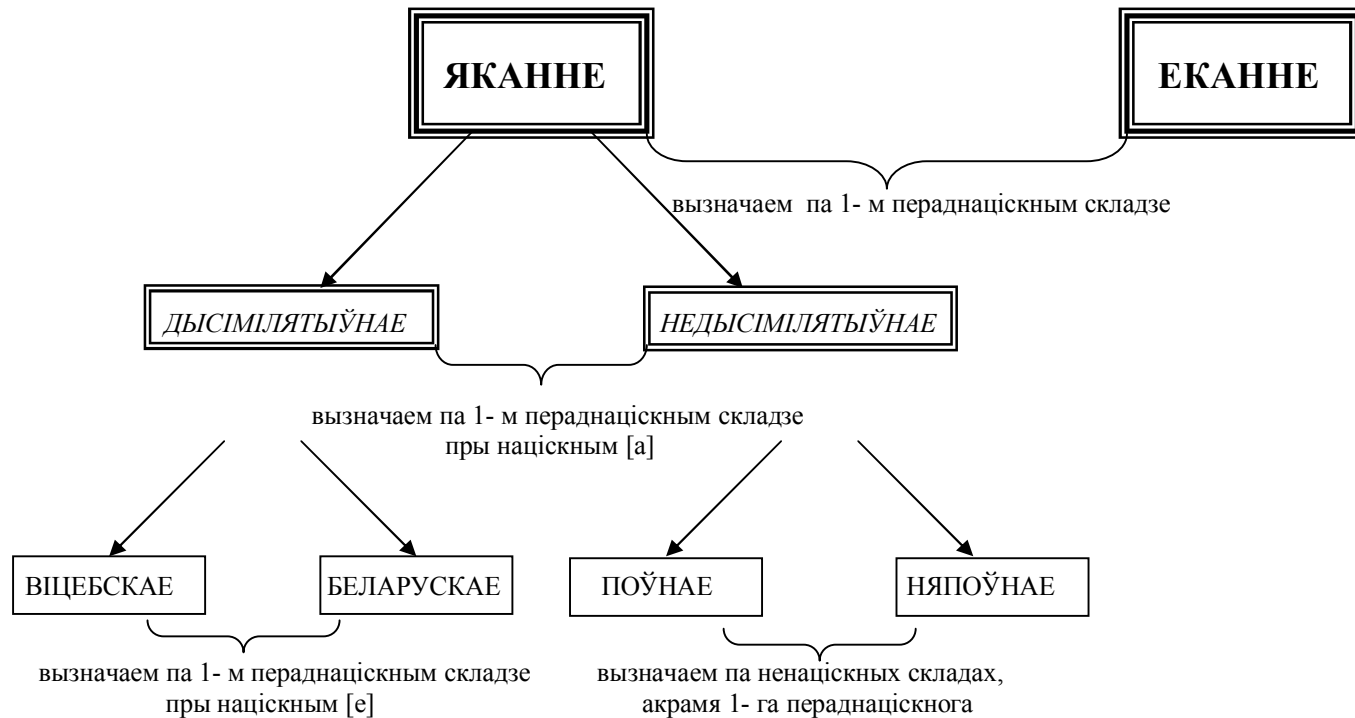 ЯКАННЕ
ЕКАННЕ
вызначаем па 1- м пераднаціскным складзе
ДЫСІМІЛЯТЫЎНАЕ
НЕДЫСІМІЛЯТЫЎНАЕ
вызначаем па 1- м пераднаціскным складзе
пры націскным [а]
ВІЦЕБСКАЕ
БЕЛАРУСКАЕ
ПОЎНАЕ
НЯПОЎНАЕ
вызначаем па 1- м пераднаціскным складзе
пры націскным [е]
вызначаем па ненаціскных складах,
акрамя 1- га пераднаціскнога